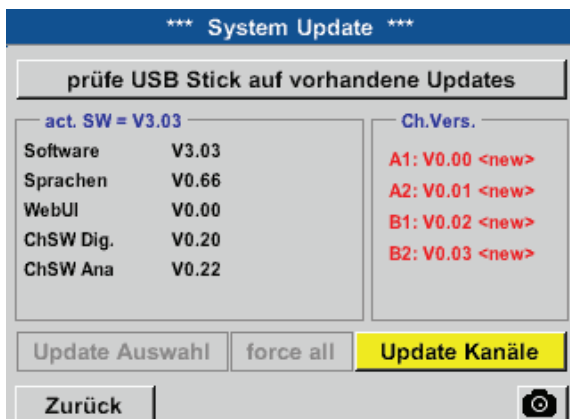 *** System Update ***
prüfe USB Stick auf vorhandene Updates
act. SW = V3.03
Software V3.03
Sprachen V0.66
WebUI V0.00
ChSW Dig. V0.20
ChSW Ana V0.22
Ch.Vers.
A1: V0.00 <new>
A2: V0.01 <new>
B1: V0.02 <new>
B2: V0.03 <new>
Update Auswahl force all Update Kanäle
Zurück